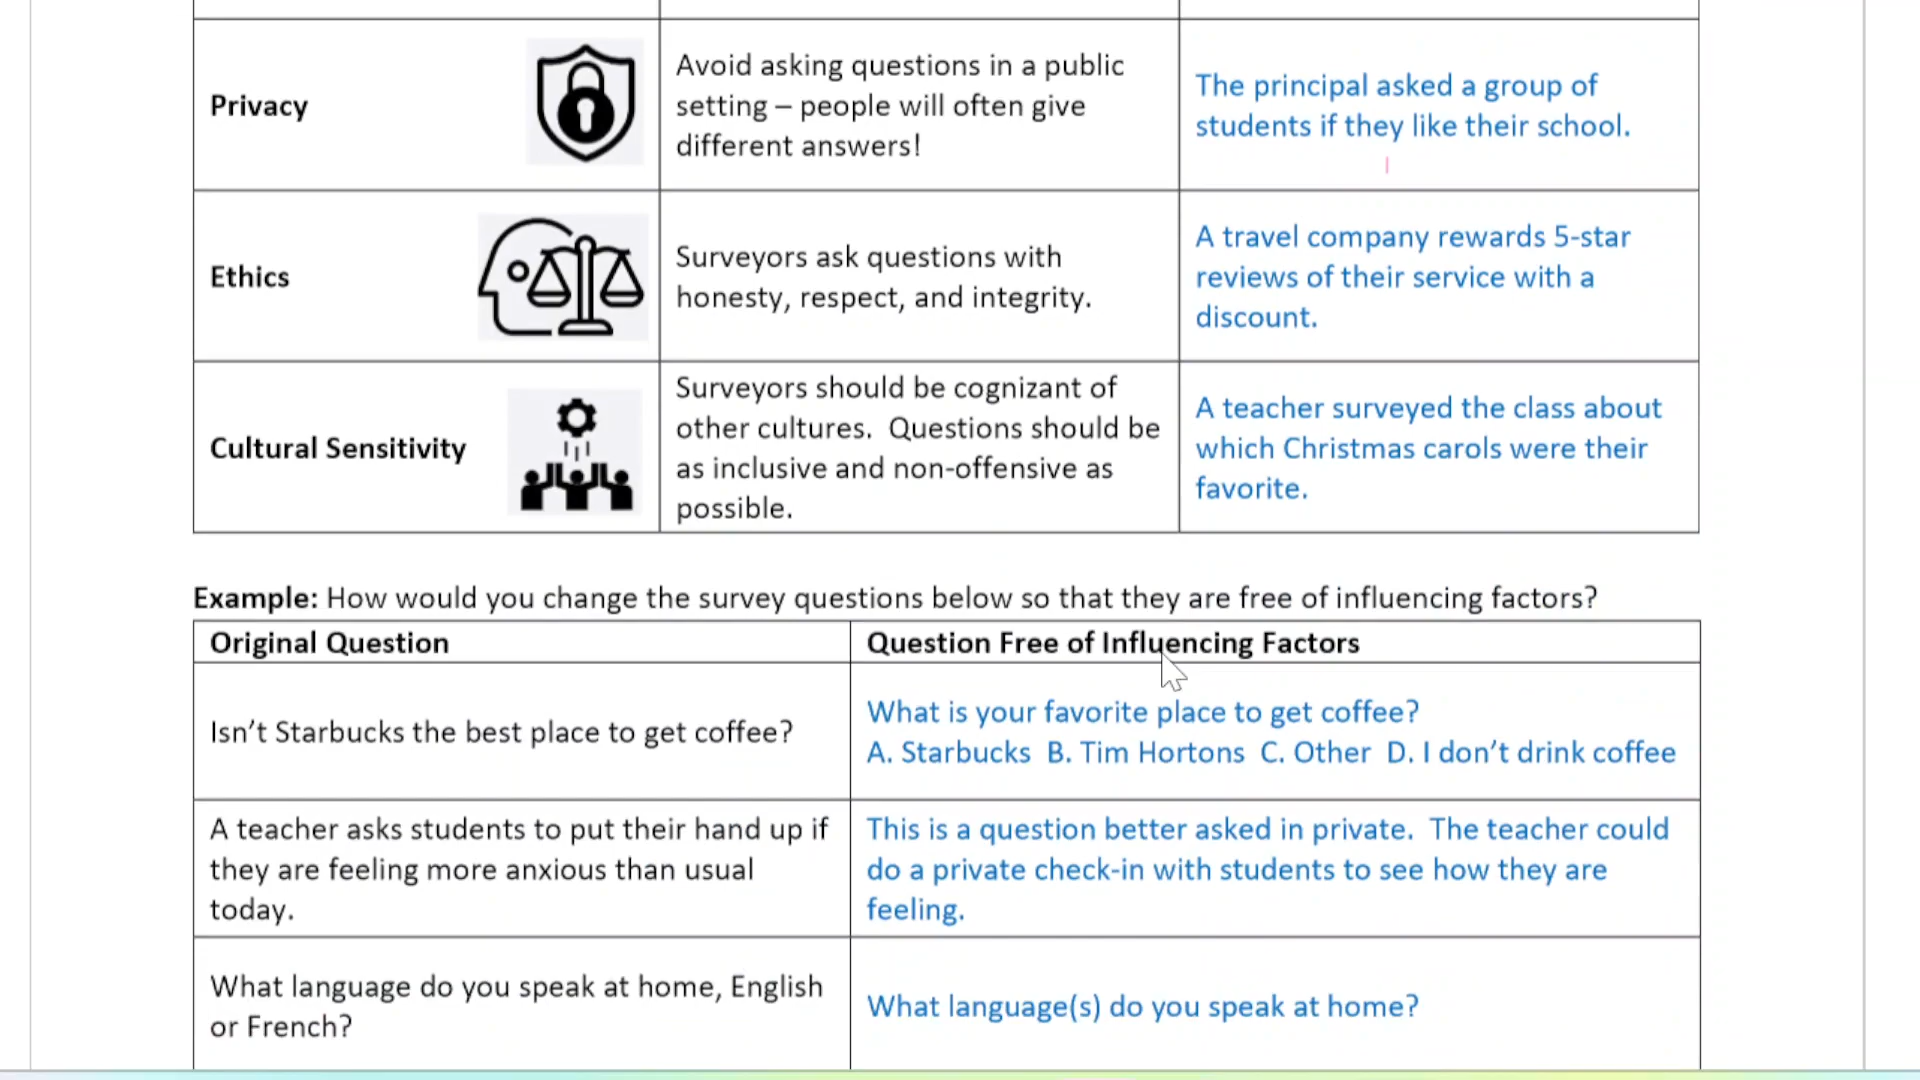 Privacy
Avoid asking questions in a public
setting – people will often give
different answers!
The principal asked a group of
students if they like their school.
Ethics
Surveyors ask questions with
honesty, respect, and integrity.
A travel company rewards 5-star
reviews of their service with a
discount.
Cultural Sensitivity
Surveyors should be cognizant of
other cultures.  Questions should be
as inclusive and non-offensive as
possible.
A teacher surveyed the class about
which Christmas carols were their
favorite.
Example: How would you change the survey questions below so that they are free of influencing factors?
Original Question
Question Free of Influencing Factors
Isn’t Starbucks the best place to get coffee?
What is your favorite place to get coffee?
A. Starbucks  B. Tim Hortons  C. Other  D. I don’t drink coffee
A teacher asks students to put their hand up if
they are feeling more anxious than usual
today.
This is a question better asked in private.  The teacher could
do a private check-in with students to see how they are
feeling.
What language do you speak at home, English
or French?
What language(s) do you speak at home?